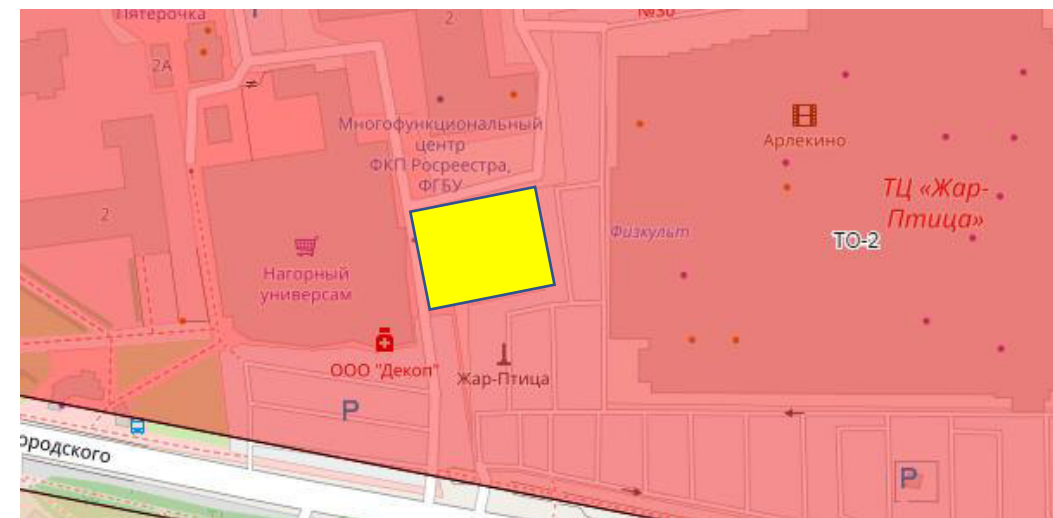 Пятёрочка
2
№30
2А
Многофункциональный
центр
ФКП Росреестра,
ФГБУ
Арлекино
ТЦ «Жар-
Птица»
2
Физкульт
ТО-2
Нагорный
универсам
ООО "Декоп"
Жар-Птица
P
P
ородского